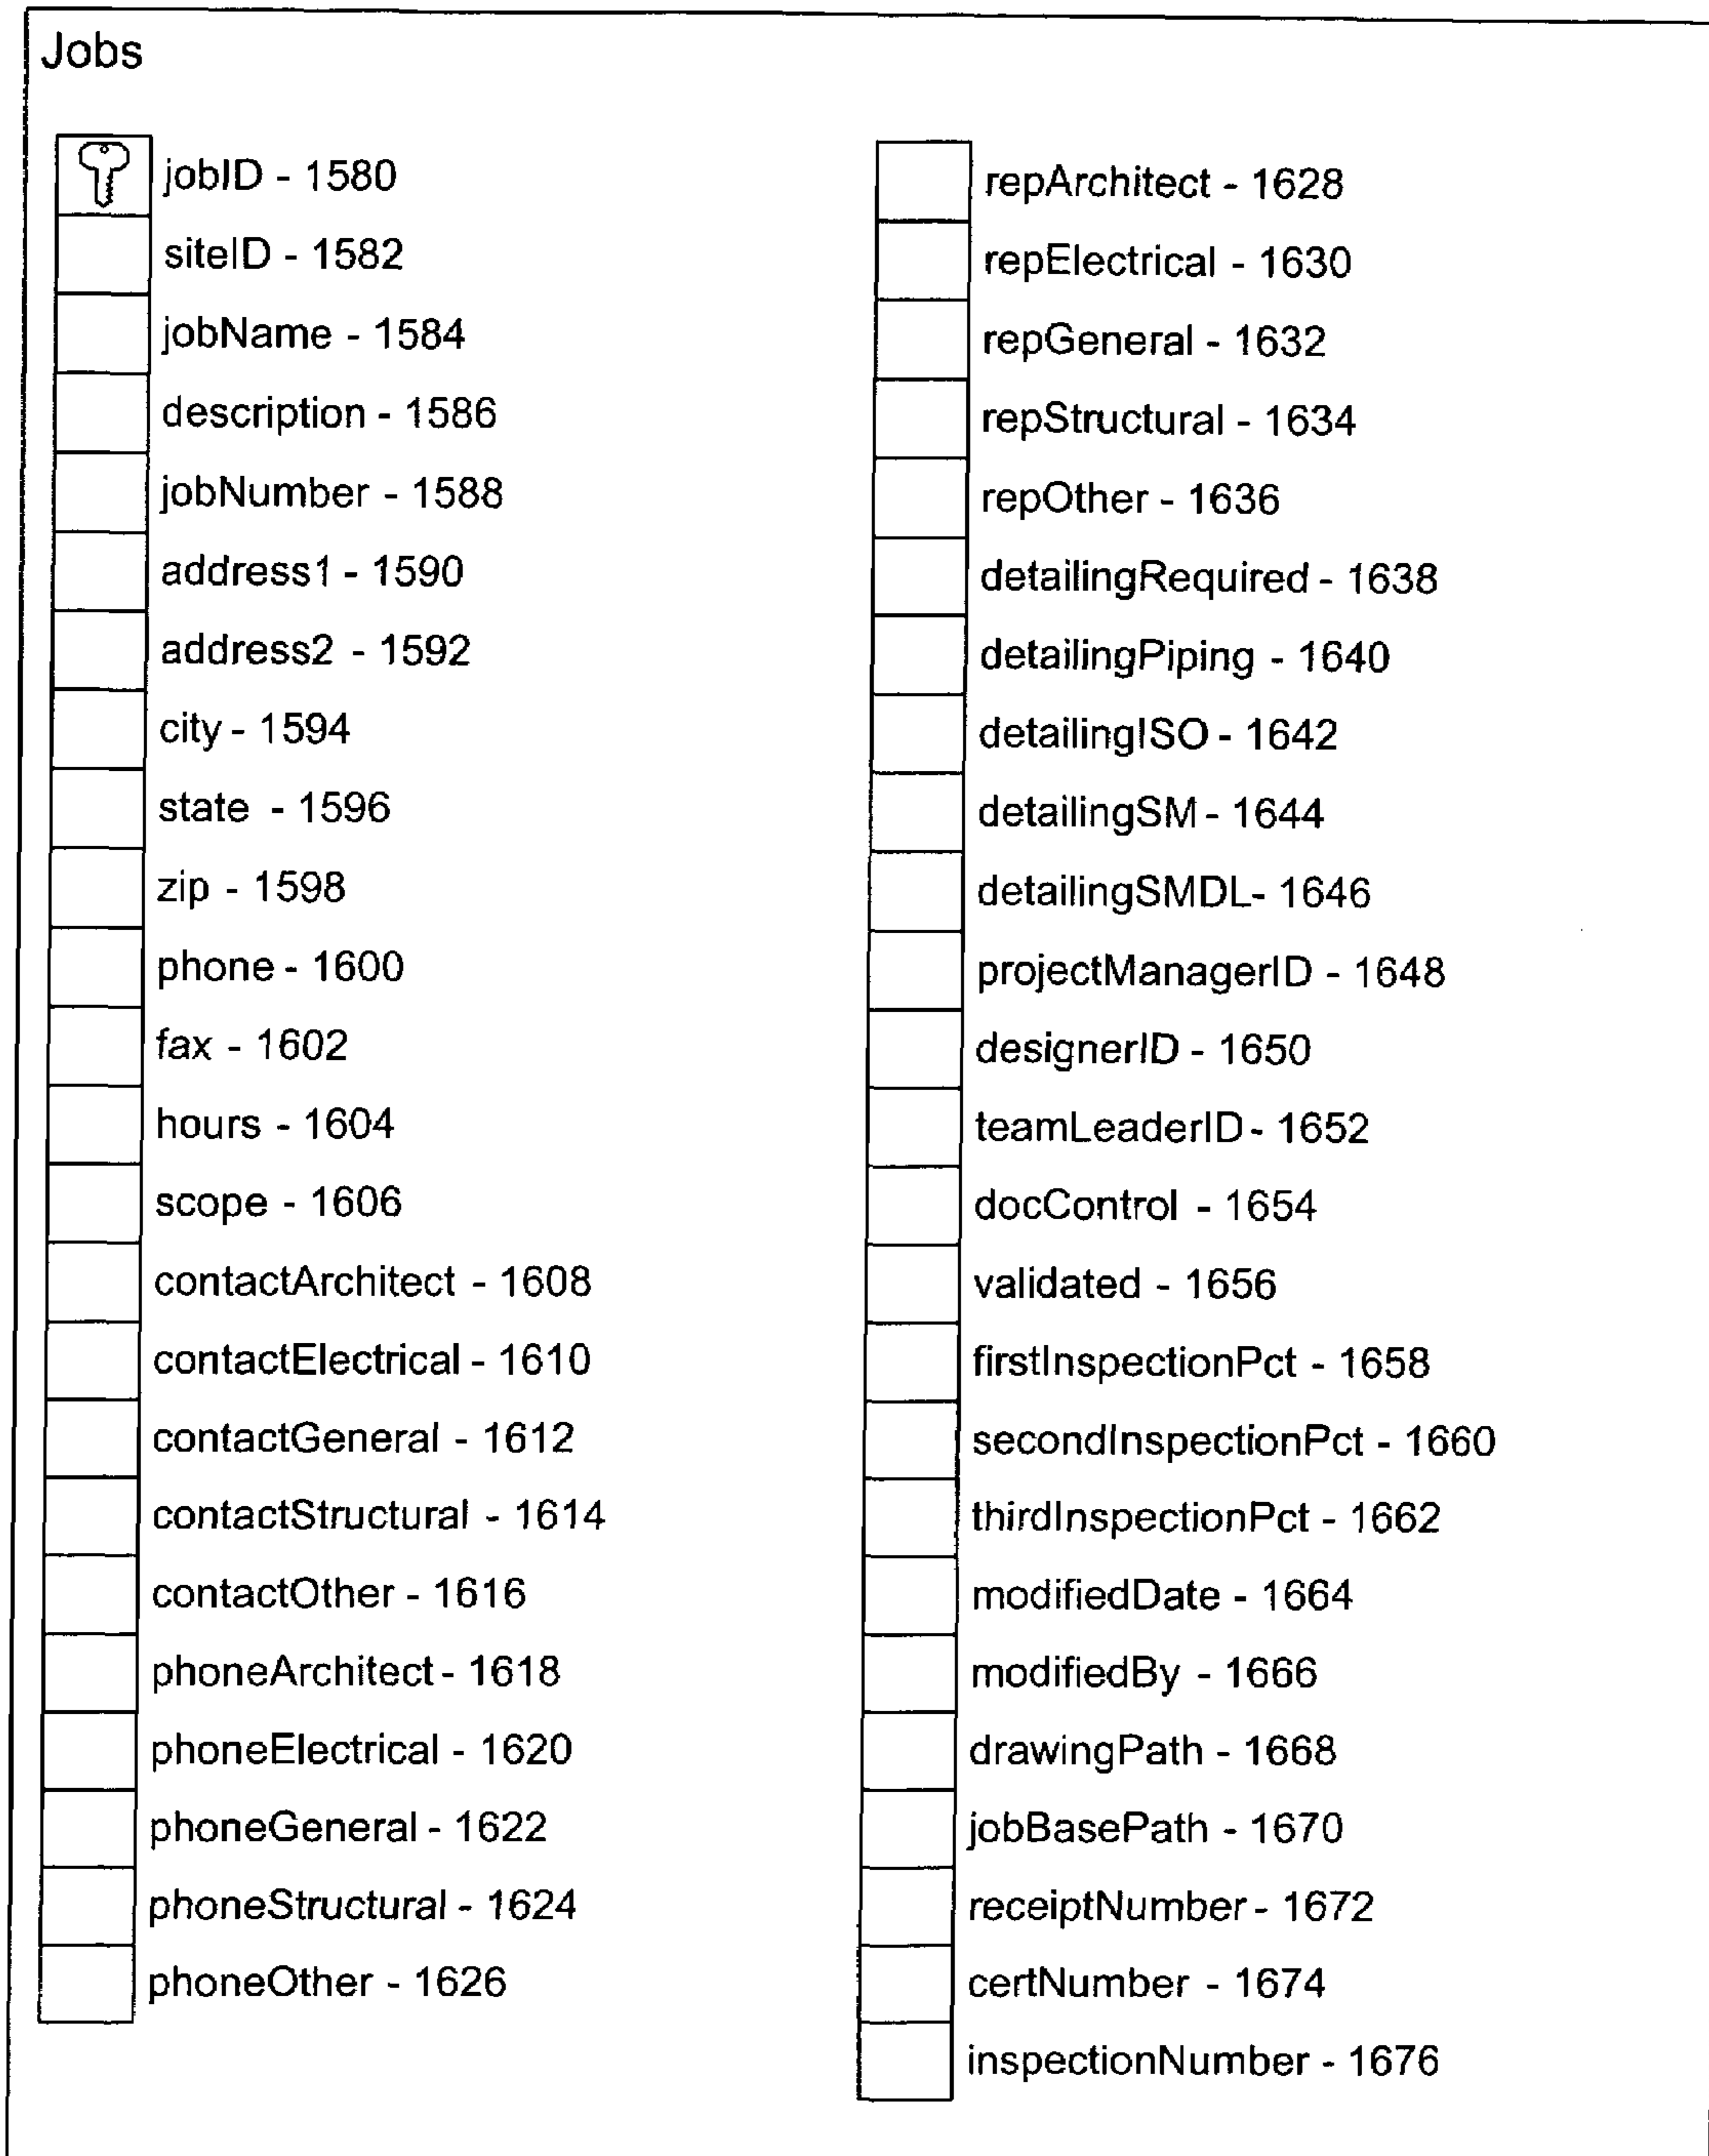 Jobs
jobID - 1580
siteID - 1582
jobName - 1584
description - 1586
jobNumber - 1588
address1 - 1590
address2 - 1592
city - 1594
state - 1596
zip - 1598
phone - 1600
fax - 1602
hours - 1604
scope - 1606
contactArchitect - 1608
contactElectrical - 1610
contactGeneral - 1612
contactStructural - 1614
contactOther - 1616
phoneArchitect - 1618
phoneElectrical - 1620
phoneGeneral - 1622
phoneStructural - 1624
phoneOther - 1626
repArchitect - 1628
repElectrical - 1630
repGeneral - 1632
repStructural - 1634
repOther - 1636
detailingRequired - 1638
detailingPiping - 1640
detailingISO - 1642
detailingSM - 1644
detailingSMDL- 1646
projectManagerID - 1648
designerID - 1650
teamLeaderID - 1652
docControl - 1654
validated - 1656
firstInspectionPct - 1658
secondInspectionPct - 1660
thirdInspectionPct - 1662
modifiedDate - 1664
modifiedBy - 1666
drawingPath - 1668
jobBasePath - 1670
receiptNumber - 1672
certNumber - 1674
inspectionNumber - 1676